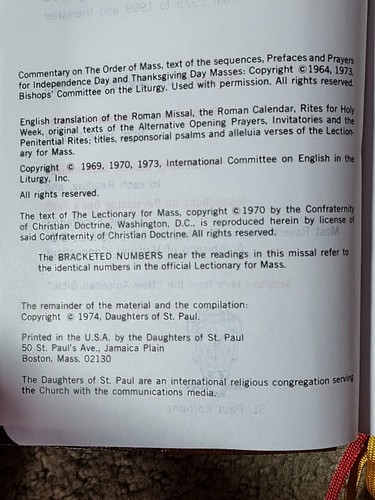 Commentary on The Order of Mass, text of the sequences, Prefaces and Prayers
for Independence Day and Thanksgiving Day Masses: Copyright © 1964, 1973,
Bishops' Committee on the Liturgy. Used with permission. All rights reserved.
English translation of the Roman Missal, the Roman Calendar, Rites for Holy
Week, original texts of the Alternative Opening Prayers, Invitatories and the
Penitential Rites; titles, responsorial psalms and alleluia verses of the Lection-
ary for Mass.
Copyright © 1969, 1970, 1973, International Committee on English in the
Liturgy, Inc.
All rights reserved.
The text of The Lectionary for Mass, copyright © 1970 by the Confraternity
of Christian Doctrine, Washington, D.C., is reproduced herein by license of
said Confraternity of Christian Doctrine. All rights reserved.
The BRACKETED NUMBERS near the readings in this missal refer to
the identical numbers in the official Lectionary for Mass.
The remainder of the material and the compilation:
Copyright © 1974, Daughters of St. Paul.
Printed in the U.S.A. by the Daughters of St. Paul
50 St. Paul's Ave., Jamaica Plain
Boston, Mass. 02130
The Daughters of St. Paul are an international religious congregation serving
the Church with the communications media.